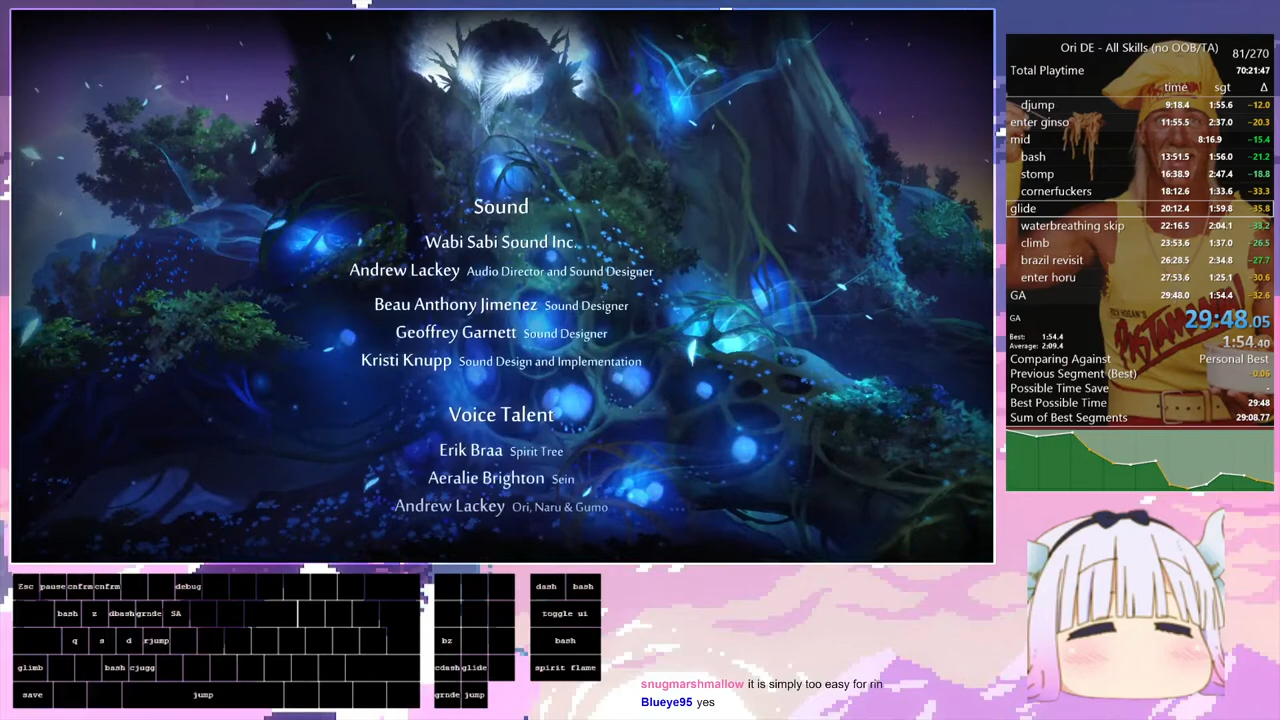 Sound
Wabi Sabi Sound Inc.
Andrew Lackey Audio Director and Sound Designer
Beau Anthony Jimenez Sound Designer
Geoffrey Garnett Sound Designer
Kristi Knupp Sound Design and Implementation
Voice Talent
Erik Braa Spirit Tree
Aeralie Brighton Sein
Andrew Lackey Ori, Naru & Gumo
Ori DE - All Skills (no OOB/TA)
81/270
Total Playtime 70:21:47
time sgt Δ
djump 9:18.4 1:55.6 −12.0
enter ginso 11:55.5 2:37.0 −20.3
mid 8:16.9 −15.4
bash 13:51.5 1:56.0 −21.2
stomp 16:38.9 2:47.4 −18.8
cornerfuckers 18:12.6 1:33.6 −33.3
glide 20:12.4 1:59.8 −35.8
waterbreathing skip 22:16.5 2:04.1 −38.2
climb 23:53.6 1:37.0 −26.5
brazil revisit 26:28.5 2:34.8 −27.7
enter horu 27:53.6 1:25.1 −30.6
GA 29:48.0 1:54.4 −32.6
GA 29:48.05
Best: 1:54.4 1:54.40
Average: 2:09.4
Comparing Against Personal Best
Previous Segment (Best) −0.06
Possible Time Save -
Best Possible Time 29:48
Sum of Best Segments 29:08.77
Zsc pause cnfrm cnfrm debug
bash z dbash grnde SA
q s d rjump
glimb bash cjugg
save jump
bz
cdash glide
grnde jump
dash bash
toggle ui
bash
spirit flame
snugmarshmallow it is simply too easy for rin
Blueye95 yes